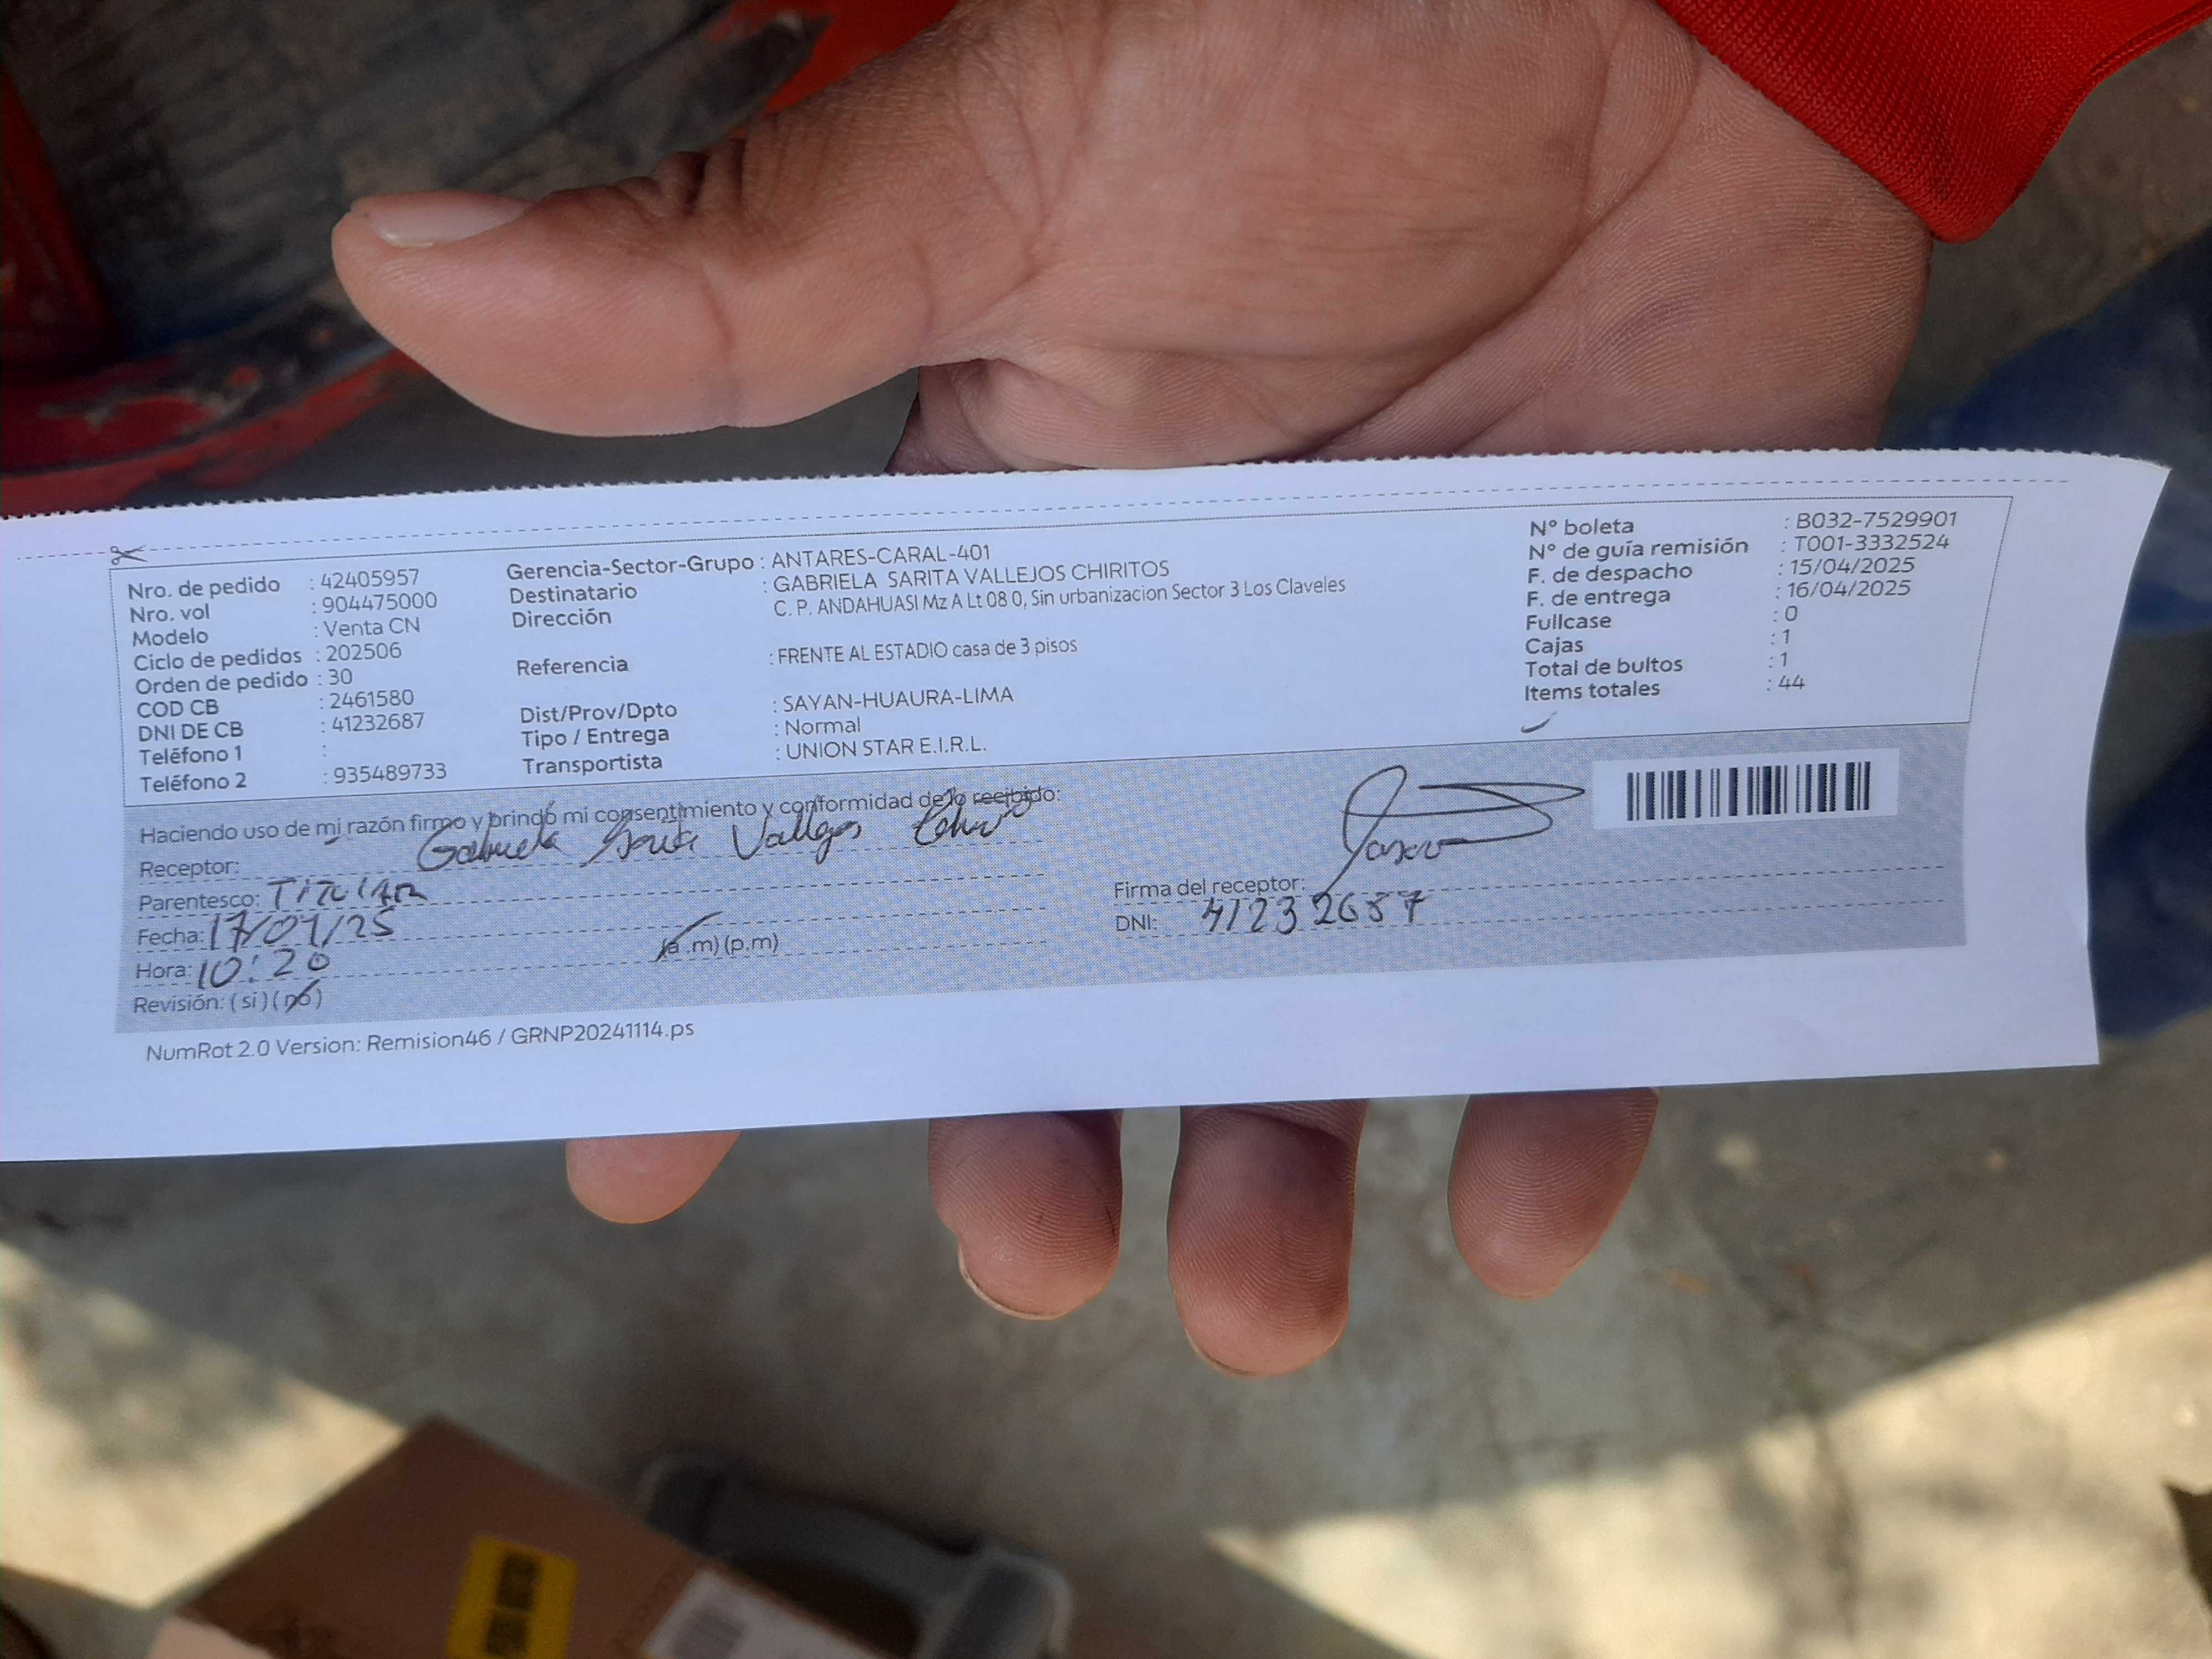 Nro. de pedido : 42405957
Nro. vol : 904475000
Modelo : Venta CN
Ciclo de pedidos : 202506
Orden de pedido : 30
COD CB : 2461580
DNI DE CB : 41232687
Teléfono 1 :
Teléfono 2 : 935489733
Gerencia-Sector-Grupo : ANTARES-CARAL-401
Destinatario : GABRIELA SARITA VALLEJOS CHIRITOS
Dirección C. P. ANDAHUASI Mz A Lt 08 0, Sin urbanizacion Sector 3 Los Claveles
Referencia : FRENTE AL ESTADIO casa de 3 pisos
Dist/Prov/Dpto : SAYAN-HUAURA-LIMA
Tipo / Entrega : Normal
Transportista : UNION STAR E.I.R.L.
N° boleta : B032-7529901
N° de guía remisión : T001-3332524
F. de despacho : 15/04/2025
F. de entrega : 16/04/2025
Fullcase : 0
Cajas : 1
Total de bultos : 1
Items totales : 44
Haciendo uso de mi razón firmo y brindo mi consentimiento y conformidad de lo recibido:
Receptor: Gabriela Sarita Vallejos
Parentesco: TITULAR
Fecha: 17/04/25
Hora: 10:20 (a.m) (p.m)
Revisión: (si) (no)
Firma del receptor:
DNI: 41232687
NumRot 2.0 Version: Remision46 / GRNP20241114.ps